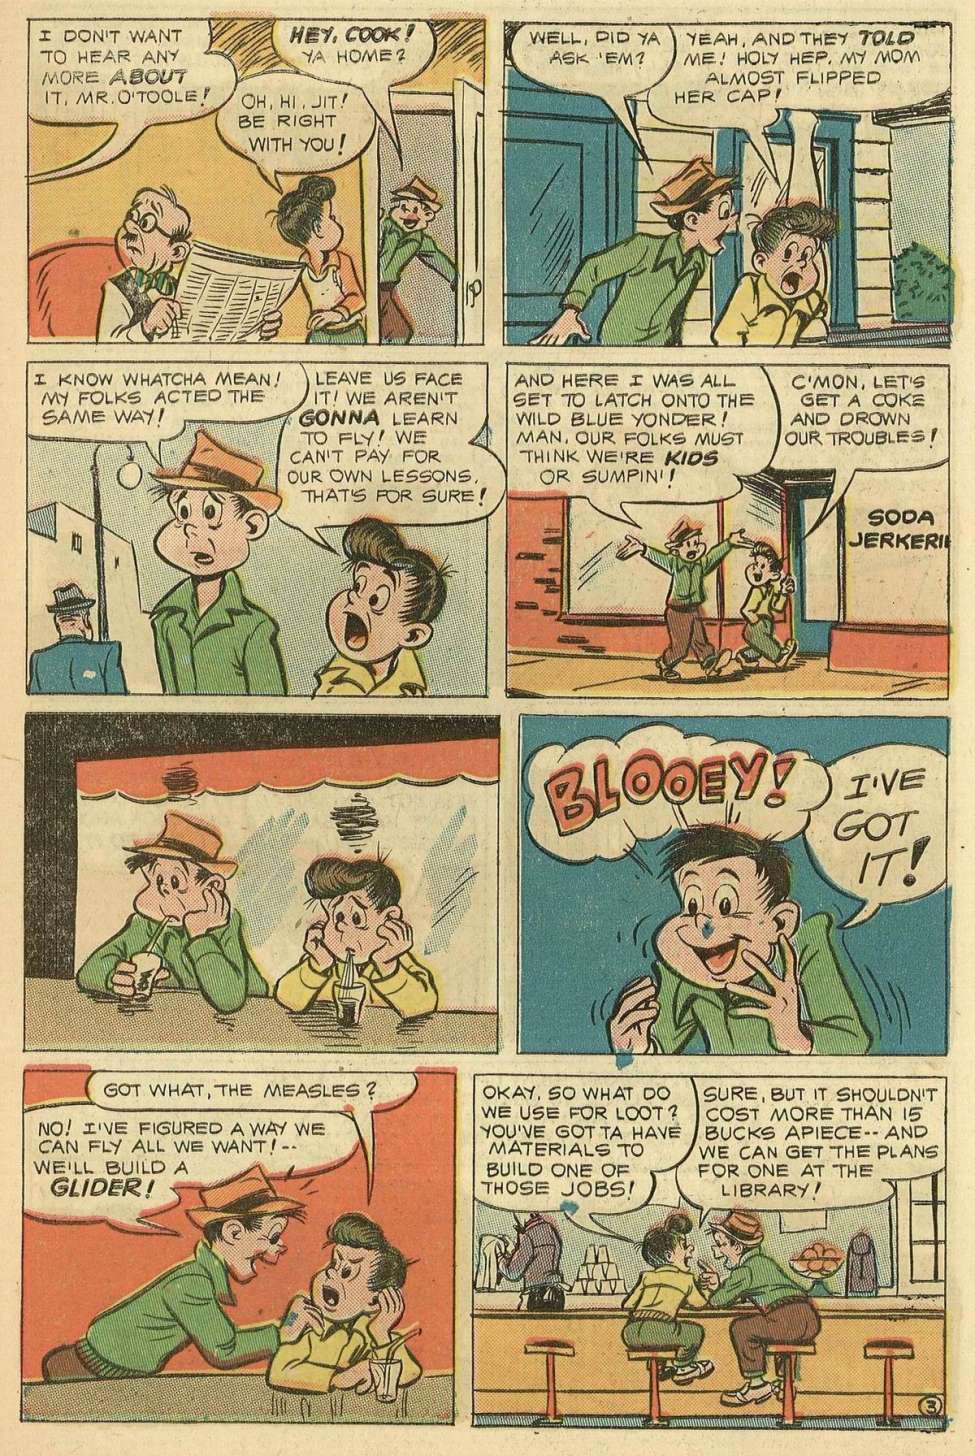 I DON'T WANT
TO HEAR ANY
MORE ABOUT
IT, MR. O'TOOLE!
OH, HI, JIT!
BE RIGHT
WITH YOU!
HEY, COOK!
YA HOME?
WELL, DID YA
ASK 'EM?
YEAH, AND THEY TOLD
ME! HOLY HEP, MY MOM
ALMOST FLIPPED
HER CAP!
I KNOW WHATCHA MEAN!
MY FOLKS ACTED THE
SAME WAY!
LEAVE US FACE
IT! WE AREN'T
GONNA LEARN
TO FLY! WE
CAN'T PAY FOR
OUR OWN LESSONS,
THAT'S FOR SURE!
AND HERE I WAS ALL
SET TO LATCH ONTO THE
WILD BLUE YONDER!
MAN, OUR FOLKS MUST
THINK WE'RE KIDS
OR SUMPIN'!
C'MON, LET'S
GET A COKE
AND DROWN
OUR TROUBLES!
SODA
JERKERIE
BLOOEY!
I'VE
GOT
IT!
GOT WHAT, THE MEASLES?
NO! I'VE FIGURED A WAY WE
CAN FLY ALL WE WANT!--
WE'LL BUILD A
GLIDER!
OKAY, SO WHAT DO
WE USE FOR LOOT?
YOU'VE GOTTA HAVE
MATERIALS TO
BUILD ONE OF
THOSE JOBS!
SURE, BUT IT SHOULDN'T
COST MORE THAN 15
BUCKS APIECE--AND
WE CAN GET THE PLANS
FOR ONE AT THE
LIBRARY!
3